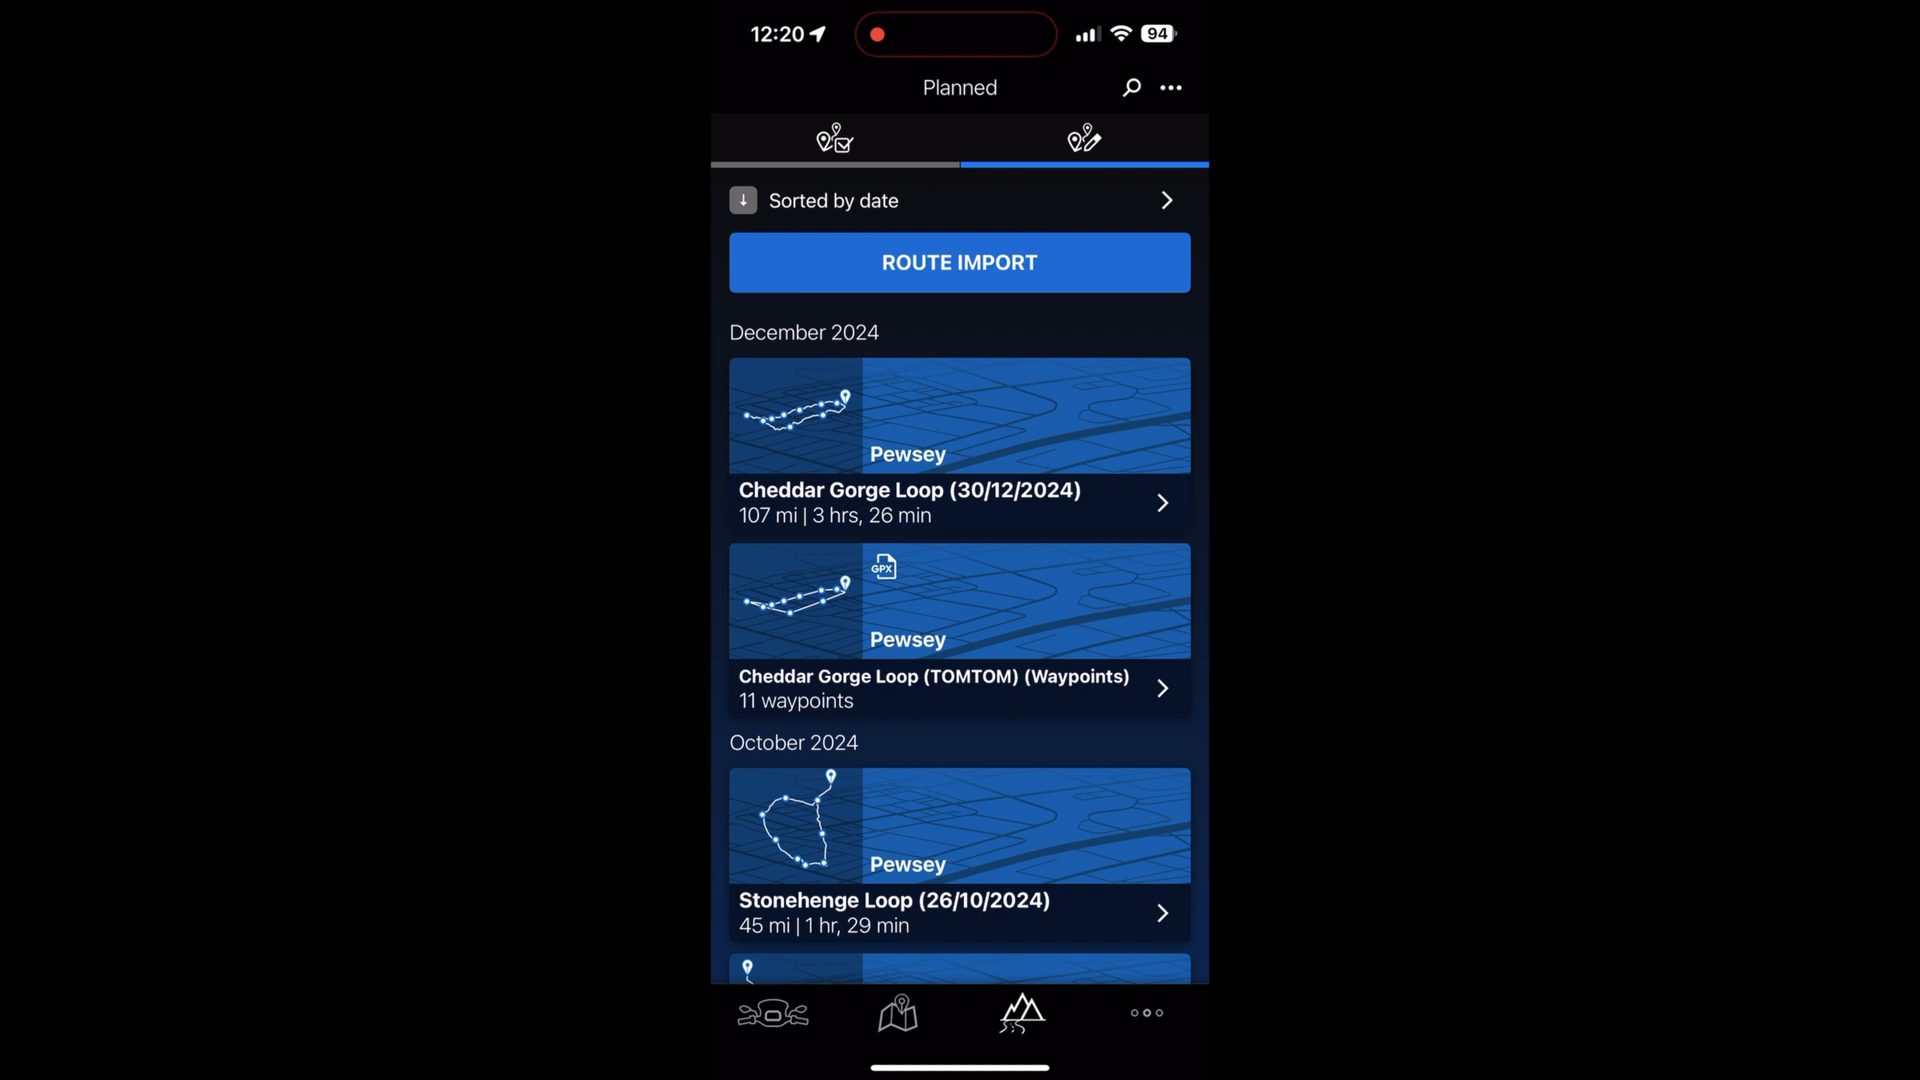 12:20
94
Planned
Sorted by date
ROUTE IMPORT
December 2024
Pewsey
Cheddar Gorge Loop (30/12/2024)
107 mi | 3 hrs, 26 min
GPX
Pewsey
Cheddar Gorge Loop (TOMTOM) (Waypoints)
11 waypoints
October 2024
Pewsey
Stonehenge Loop (26/10/2024)
45 mi | 1 hr, 29 min